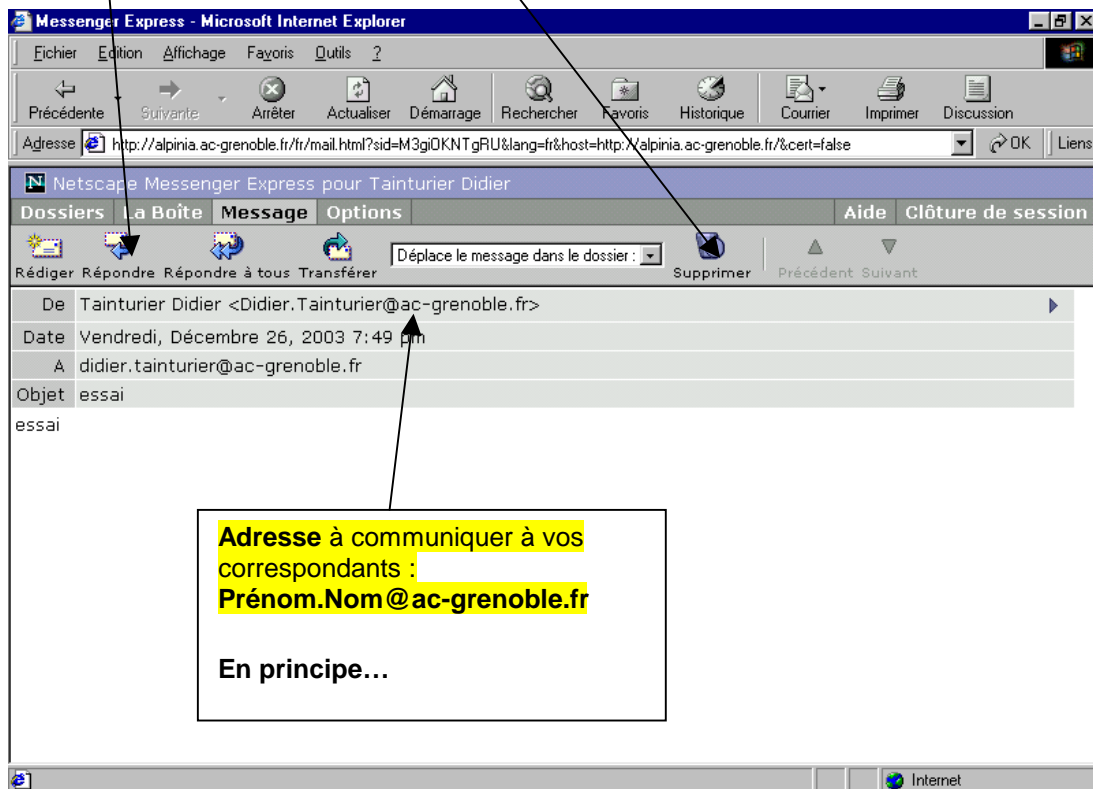 Messenger Express - Microsoft Internet Explorer
Fichier Edition Affichage Favoris Outils ?
Précédente Suivante Arrêter Actualiser Démarrage Rechercher Favoris Historique Courrier Imprimer Discussion
Adresse http://alpinia.ac-grenoble.fr/fr/mail.html?sid=M3giOKNTgRU&lang=fr&host=http://alpinia.ac-grenoble.fr/&cert=false OK Liens
Netscape Messenger Express pour Tainturier Didier
Dossiers La Boîte Message Options Aide Clôture de session
Déplace le message dans le dossier :
Rédiger Répondre Répondre à tous Transférer Supprimer Précédent Suivant
De Tainturier Didier <Didier.Tainturier@ac-grenoble.fr>
Date Vendredi, Décembre 26, 2003 7:49 pm
A didier.tainturier@ac-grenoble.fr
Objet essai
essai
Adresse à communiquer à vos
correspondants :
Prénom.Nom@ac-grenoble.fr
En principe…
Internet